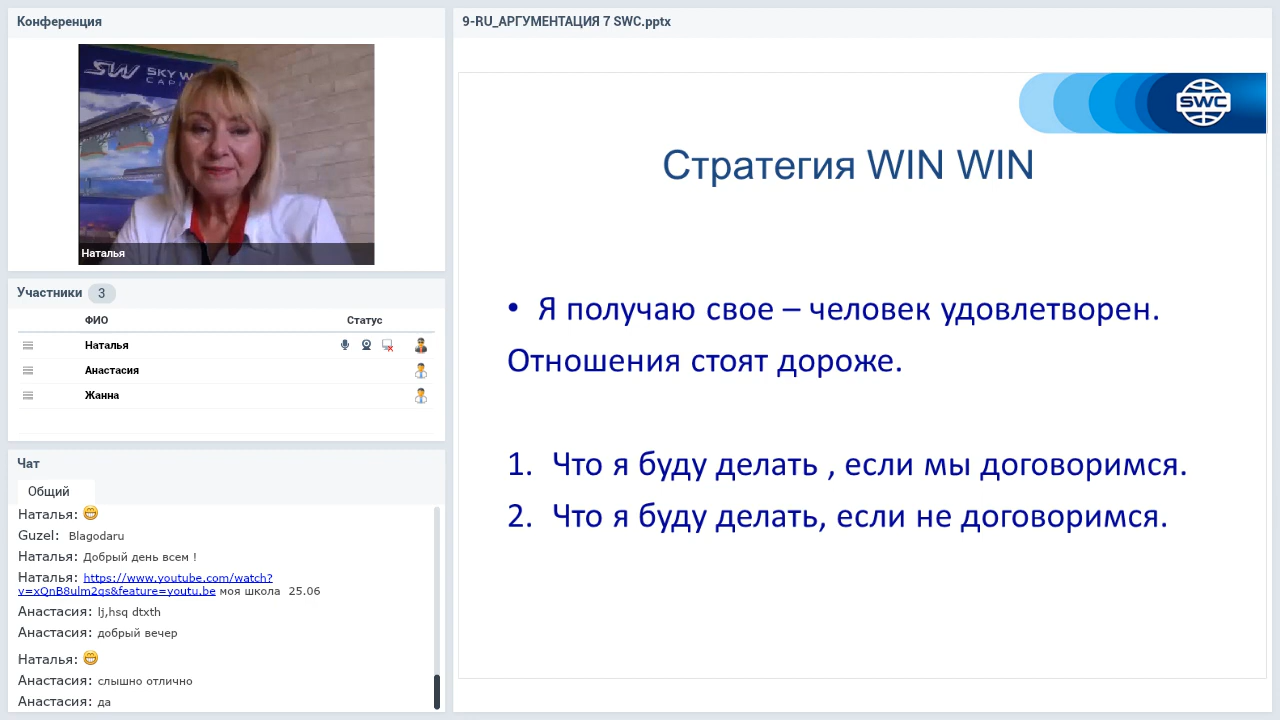 Конференция
SW SKY W
CAPI
Наталья
Участники 3
ФИО Статус
Наталья
Анастасия
Жанна
Чат
Общий
Наталья:
Guzel: Blagodaru
Наталья: Добрый день всем !
Наталья: https://www.youtube.com/watch?
v=xQnB8ulm2qs&feature=youtu.be моя школа 25.06
Анастасия: lj,hsq dtxth
Анастасия: добрый вечер
Наталья:
Анастасия: слышно отлично
Анастасия: да
9-RU_АРГУМЕНТАЦИЯ 7 SWC.pptx
SWC
Стратегия WIN WIN
• Я получаю свое – человек удовлетворен.
Отношения стоят дороже.
1. Что я буду делать , если мы договоримся.
2. Что я буду делать, если не договоримся.